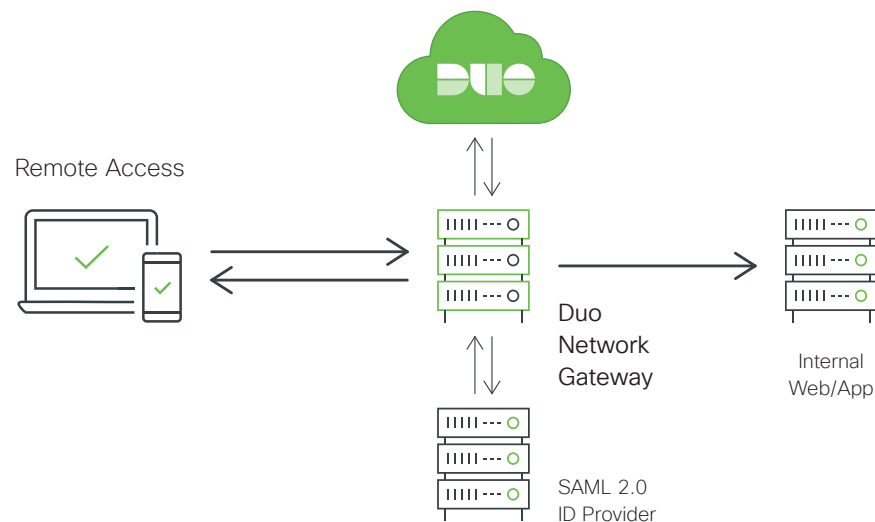 DUO
Remote Access
Duo
Network
Gateway
Internal
Web/App
SAML 2.0
ID Provider